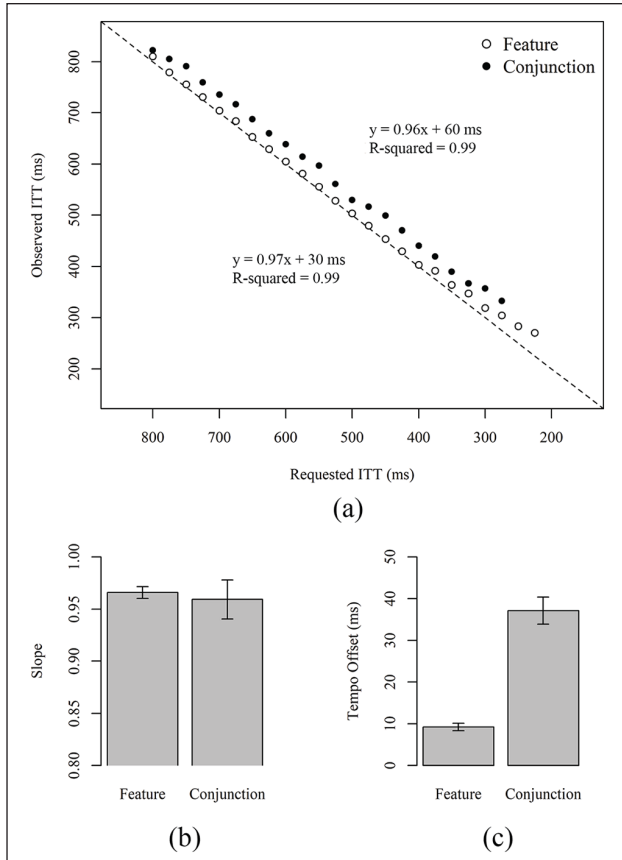 Feature
Conjunction
y = 0.96x + 60 ms
R-squared = 0.99
y = 0.97x + 30 ms
R-squared = 0.99
Observerd ITT (ms)
800
700
600
500
400
300
200
800 700 600 500 400 300 200
Requested ITT (ms)
(a)
Slope
1.00
0.95
0.90
0.85
0.80
Feature Conjunction
(b)
Tempo Offset (ms)
50
40
30
20
10
0
Feature Conjunction
(c)